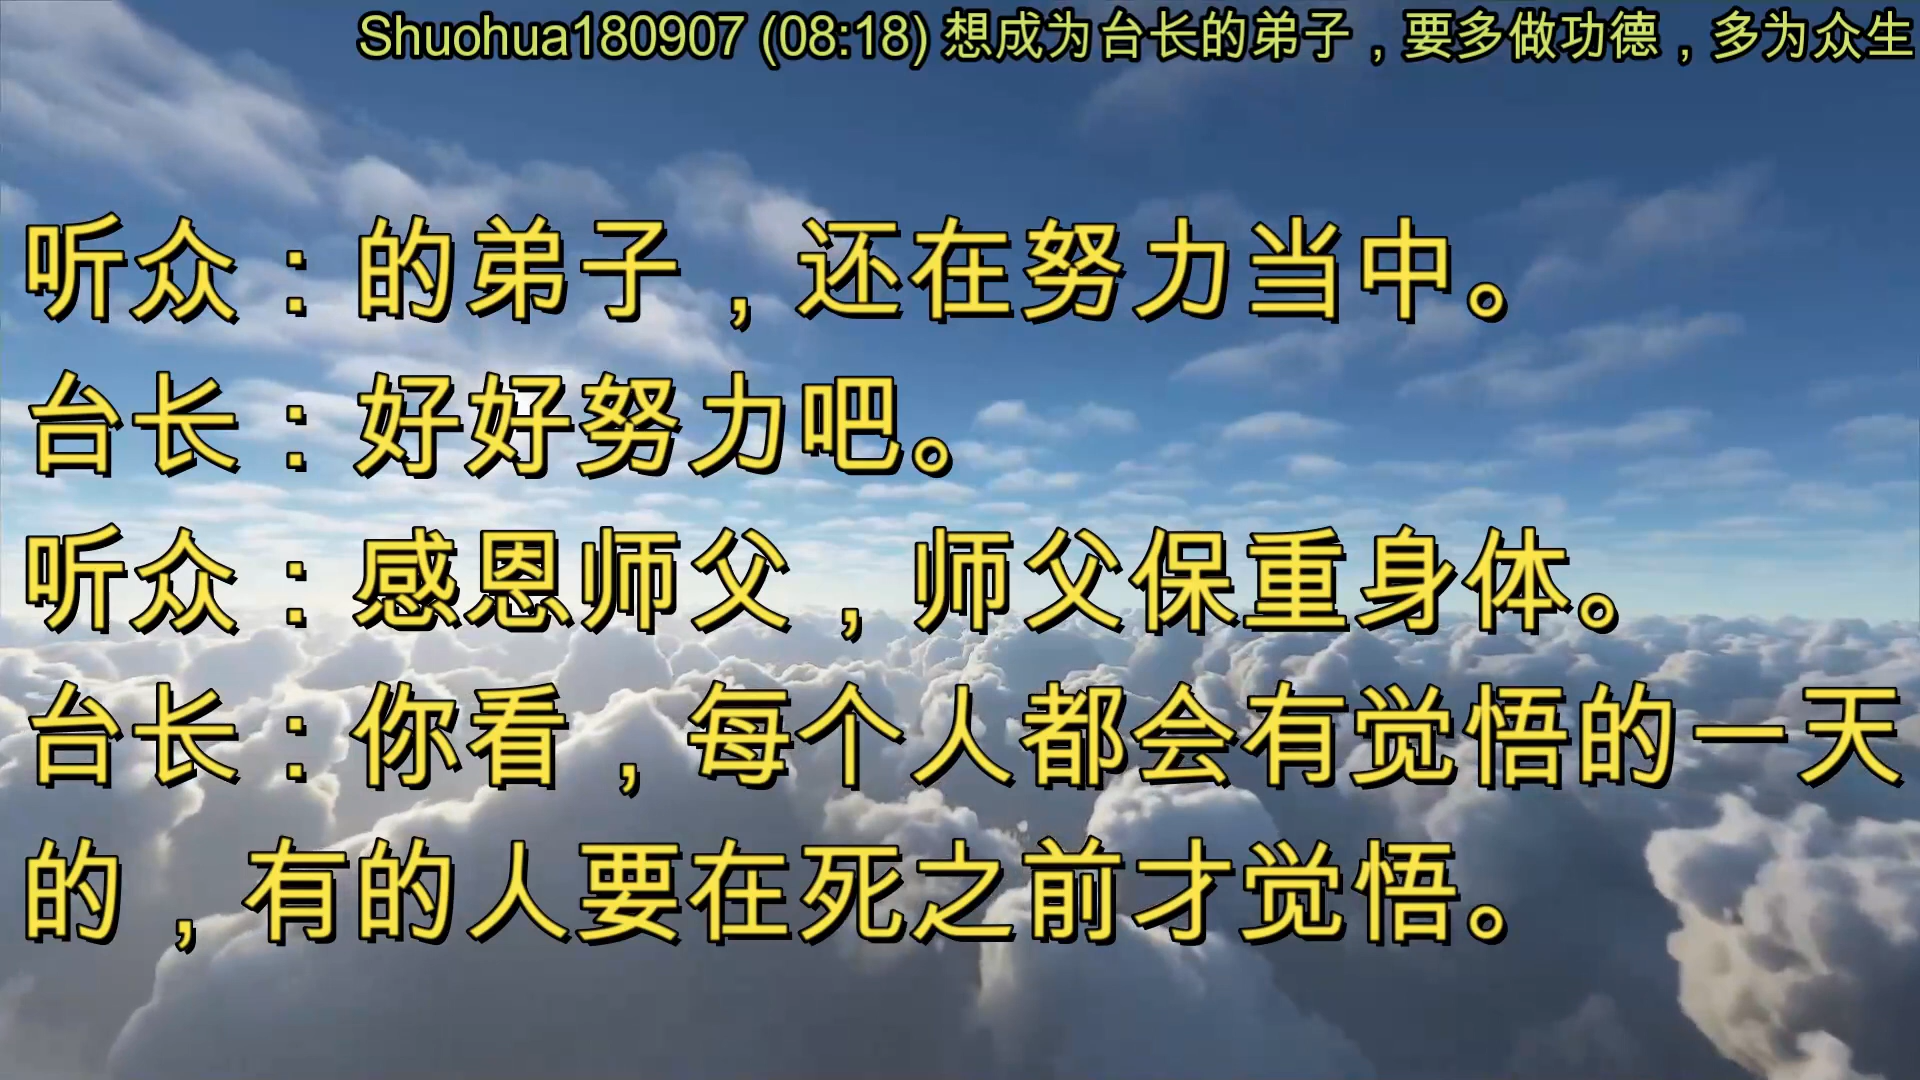 Shuohua180907 (08:18) 想成为台长的弟子，要多做功德，多为众生
听众：的弟子，还在努力当中。
台长：好好努力吧。
听众：感恩师父，师父保重身体。
台长：你看，每个人都会有觉悟的一天
的，有的人要在死之前才觉悟。